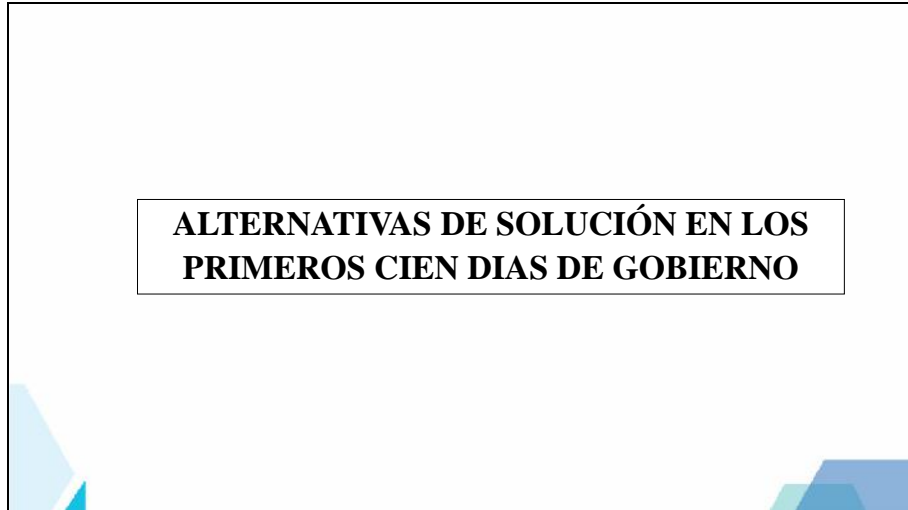 ALTERNATIVAS DE SOLUCIÓN EN LOS
PRIMEROS CIEN DIAS DE GOBIERNO